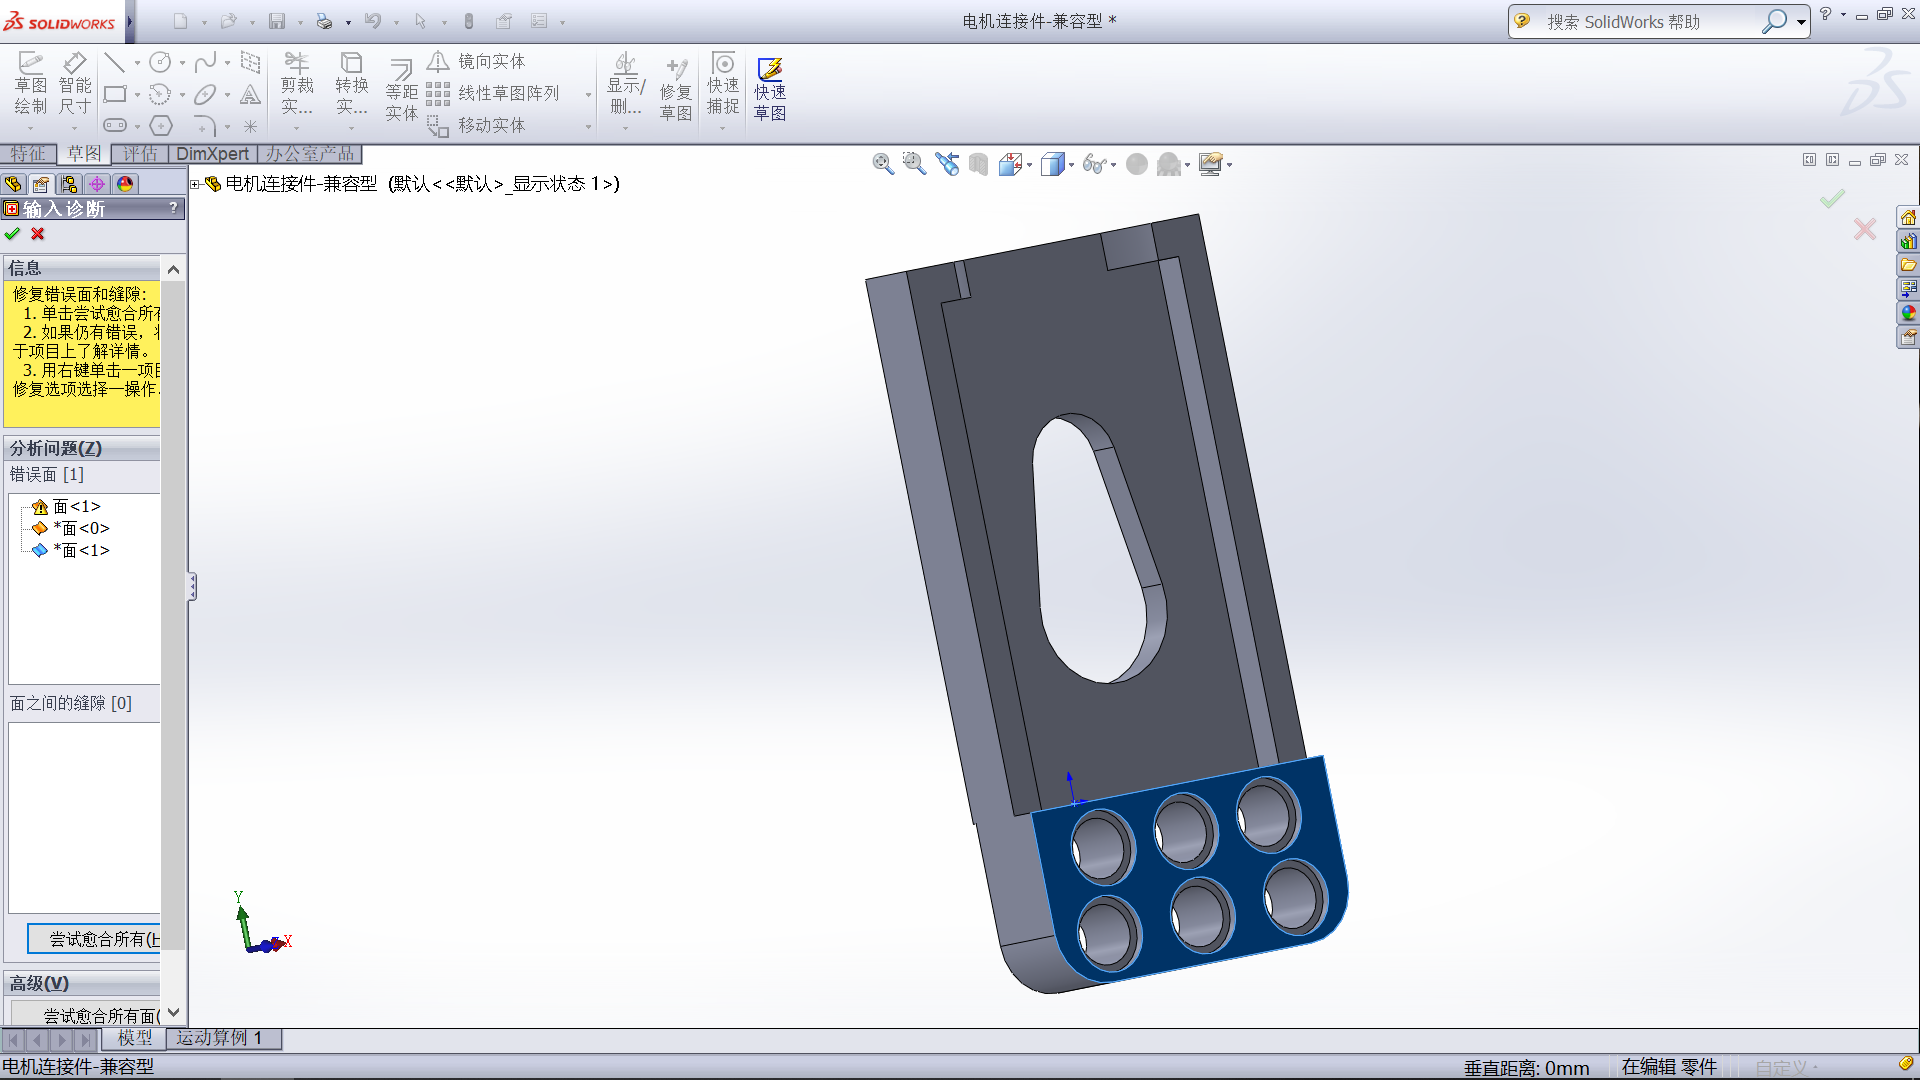 SOLIDWORKS
电机连接件-兼容型 *
搜索 SolidWorks 帮助
草图
绘制
智能
尺寸
剪裁
实...
转换
实...
等距
实体
镜向实体
线性草图阵列
移动实体
显示/
删...
修复
草图
快速
捕捉
快速
草图
特征
草图
评估
DimXpert
办公室产品
电机连接件-兼容型 (默认<<默认>_显示状态 1>)
输入诊断
?
信息
修复错误面和缝隙:
1. 单击尝试愈合所有
2. 如果仍有错误，
于项目上了解详情。
3. 用右键单击一项目
修复选项选择一操作
分析问题(Z)
错误面 [1]
面<1>
*面<0>
*面<1>
面之间的缝隙 [0]
尝试愈合所有(H
高级(V)
尝试愈合所有面(
Y
X
模型
运动算例 1
电机连接件-兼容型
垂直距离: 0mm
在编辑 零件
自定义